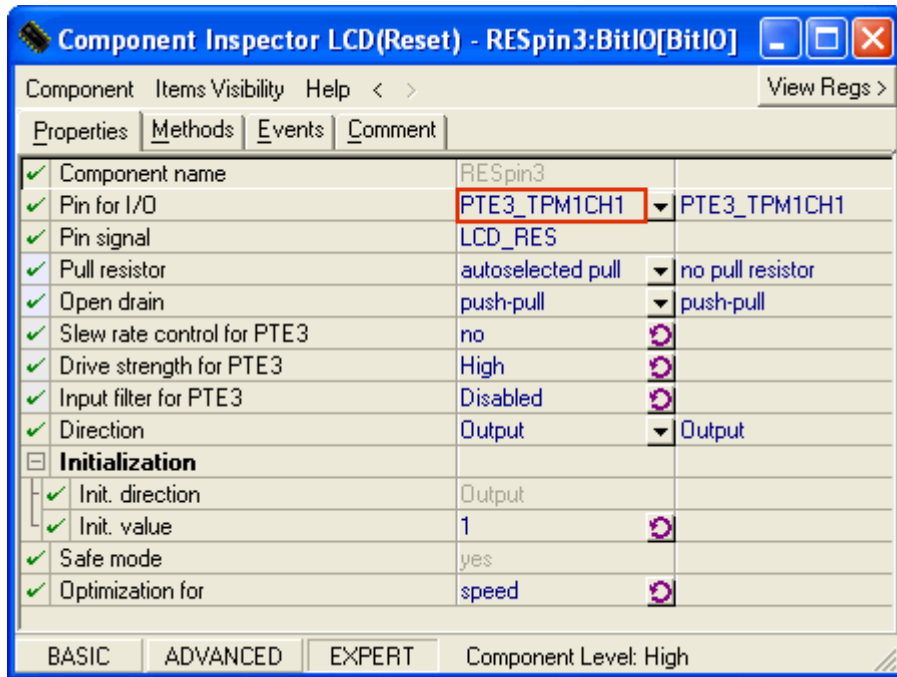 Component Inspector LCD(Reset) - RESpin3:BitIO[BitIO]
Component Items Visibility Help < > View Regs >
Properties Methods Events Comment
Component name RESpin3
Pin for I/O PTE3_TPM1CH1 PTE3_TPM1CH1
Pin signal LCD_RES
Pull resistor autoselected pull no pull resistor
Open drain push-pull push-pull
Slew rate control for PTE3 no
Drive strength for PTE3 High
Input filter for PTE3 Disabled
Direction Output Output
Initialization
Init. direction Output
Init. value 1
Safe mode yes
Optimization for speed
BASIC ADVANCED EXPERT Component Level: High